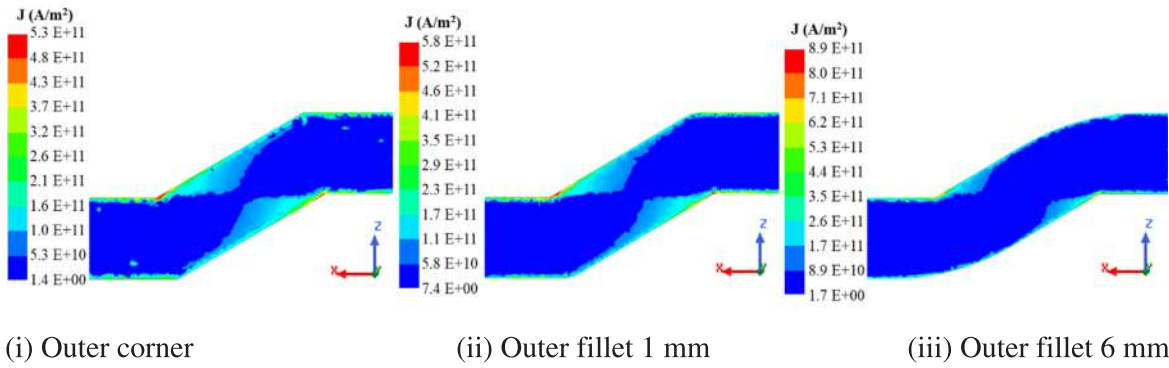 J (A/m²)
5.3 E+11
4.8 E+11
4.3 E+11
3.7 E+11
3.2 E+11
2.6 E+11
2.1 E+11
1.6 E+11
1.0 E+11
5.3 E+10
1.4 E+00
Z
X
Y
(i) Outer corner
J (A/m²)
5.8 E+11
5.2 E+11
4.6 E+11
4.1 E+11
3.5 E+11
2.9 E+11
2.3 E+11
1.7 E+11
1.1 E+11
5.8 E+10
7.4 E+00
Z
X
Y
(ii) Outer fillet 1 mm
J (A/m²)
8.9 E+11
8.0 E+11
7.1 E+11
6.2 E+11
5.3 E+11
4.4 E+11
3.5 E+11
2.6 E+11
1.7 E+11
8.9 E+10
1.7 E+00
Z
X
Y
(iii) Outer fillet 6 mm